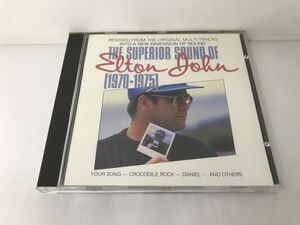 REMIXED FROM THE ORIGINAL MULTI-TRACKS
INTO A NEW DIMENSION OF SOUND
THE SUPERIOR SOUND OF
Elton John
(1970-1975)
YOUR SONG — CROCODILE ROCK — DANIEL — AND OTHERS